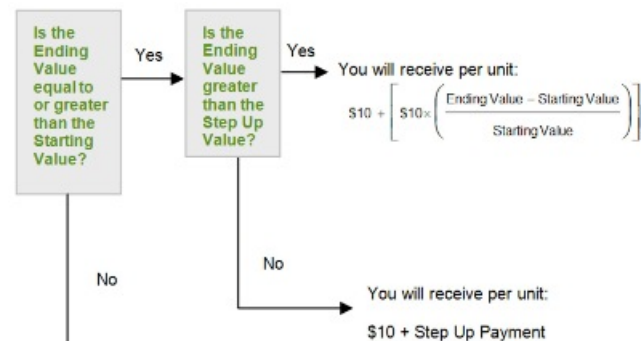 Is the
Ending
Value
equal to
or greater
than the
Starting
Value?
Yes
Is the
Ending
Value
greater
than the
Step Up
Value?
Yes
You will receive per unit:
$10 + [ $10× ( Ending Value – Starting Value
Starting Value ) ]
No
No
You will receive per unit:
$10 + Step Up Payment